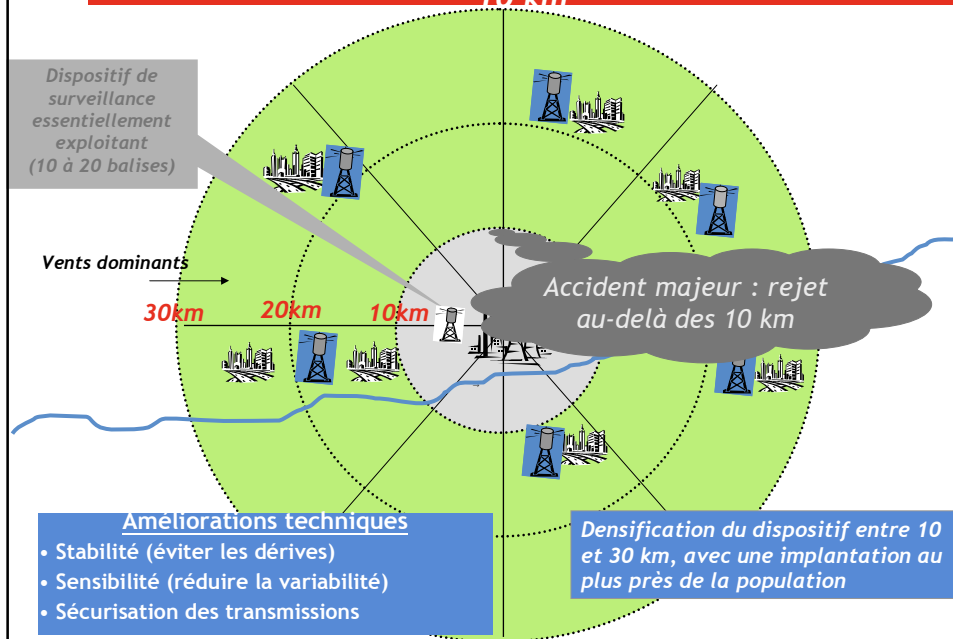 10 km
Dispositif de
surveillance
essentiellement
exploitant
(10 à 20 balises)
Vents dominants
30km
20km
10km
Accident majeur : rejet
au-delà des 10 km
Améliorations techniques
• Stabilité (éviter les dérives)
• Sensibilité (réduire la variabilité)
• Sécurisation des transmissions
Densification du dispositif entre 10
et 30 km, avec une implantation au
plus près de la population